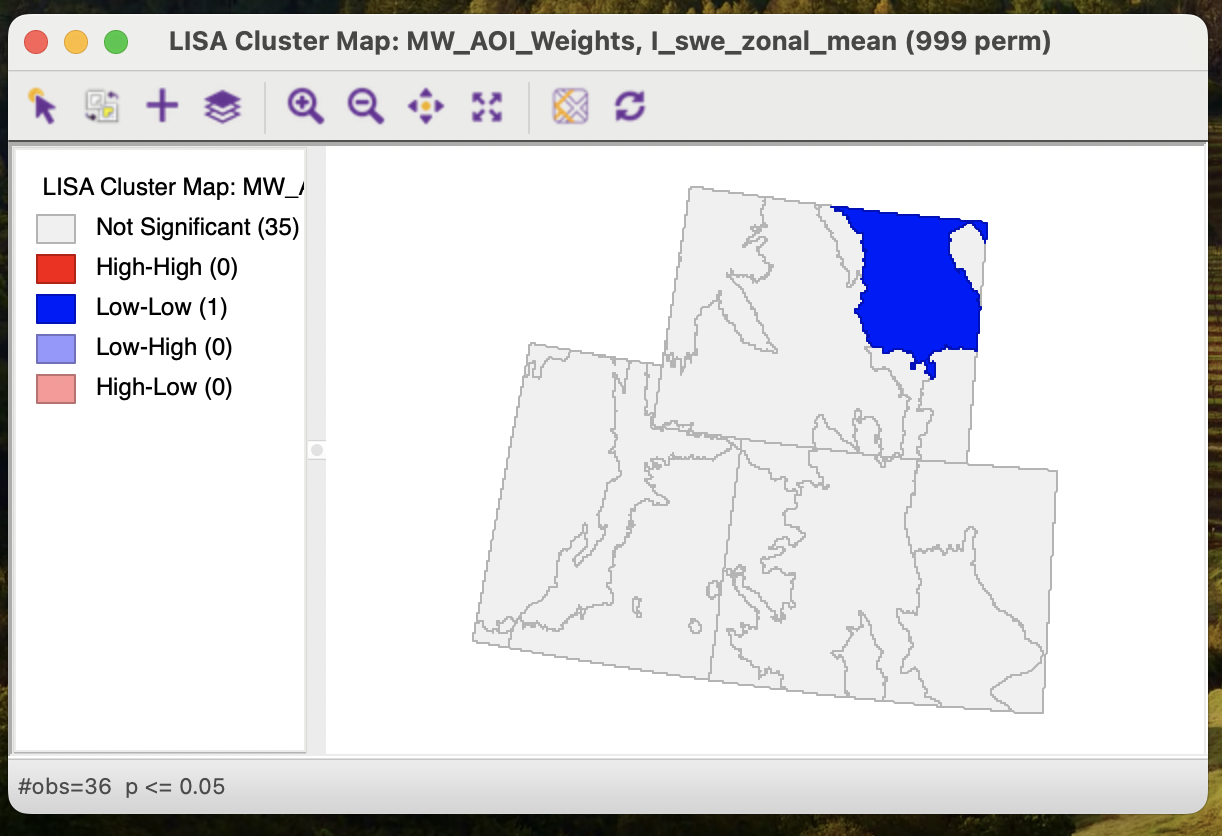 LISA Cluster Map: MW_AOI_Weights, I_swe_zonal_mean (999 perm)
LISA Cluster Map: MW_
Not Significant (35)
High-High (0)
Low-Low (1)
Low-High (0)
High-Low (0)
#obs=36 p <= 0.05